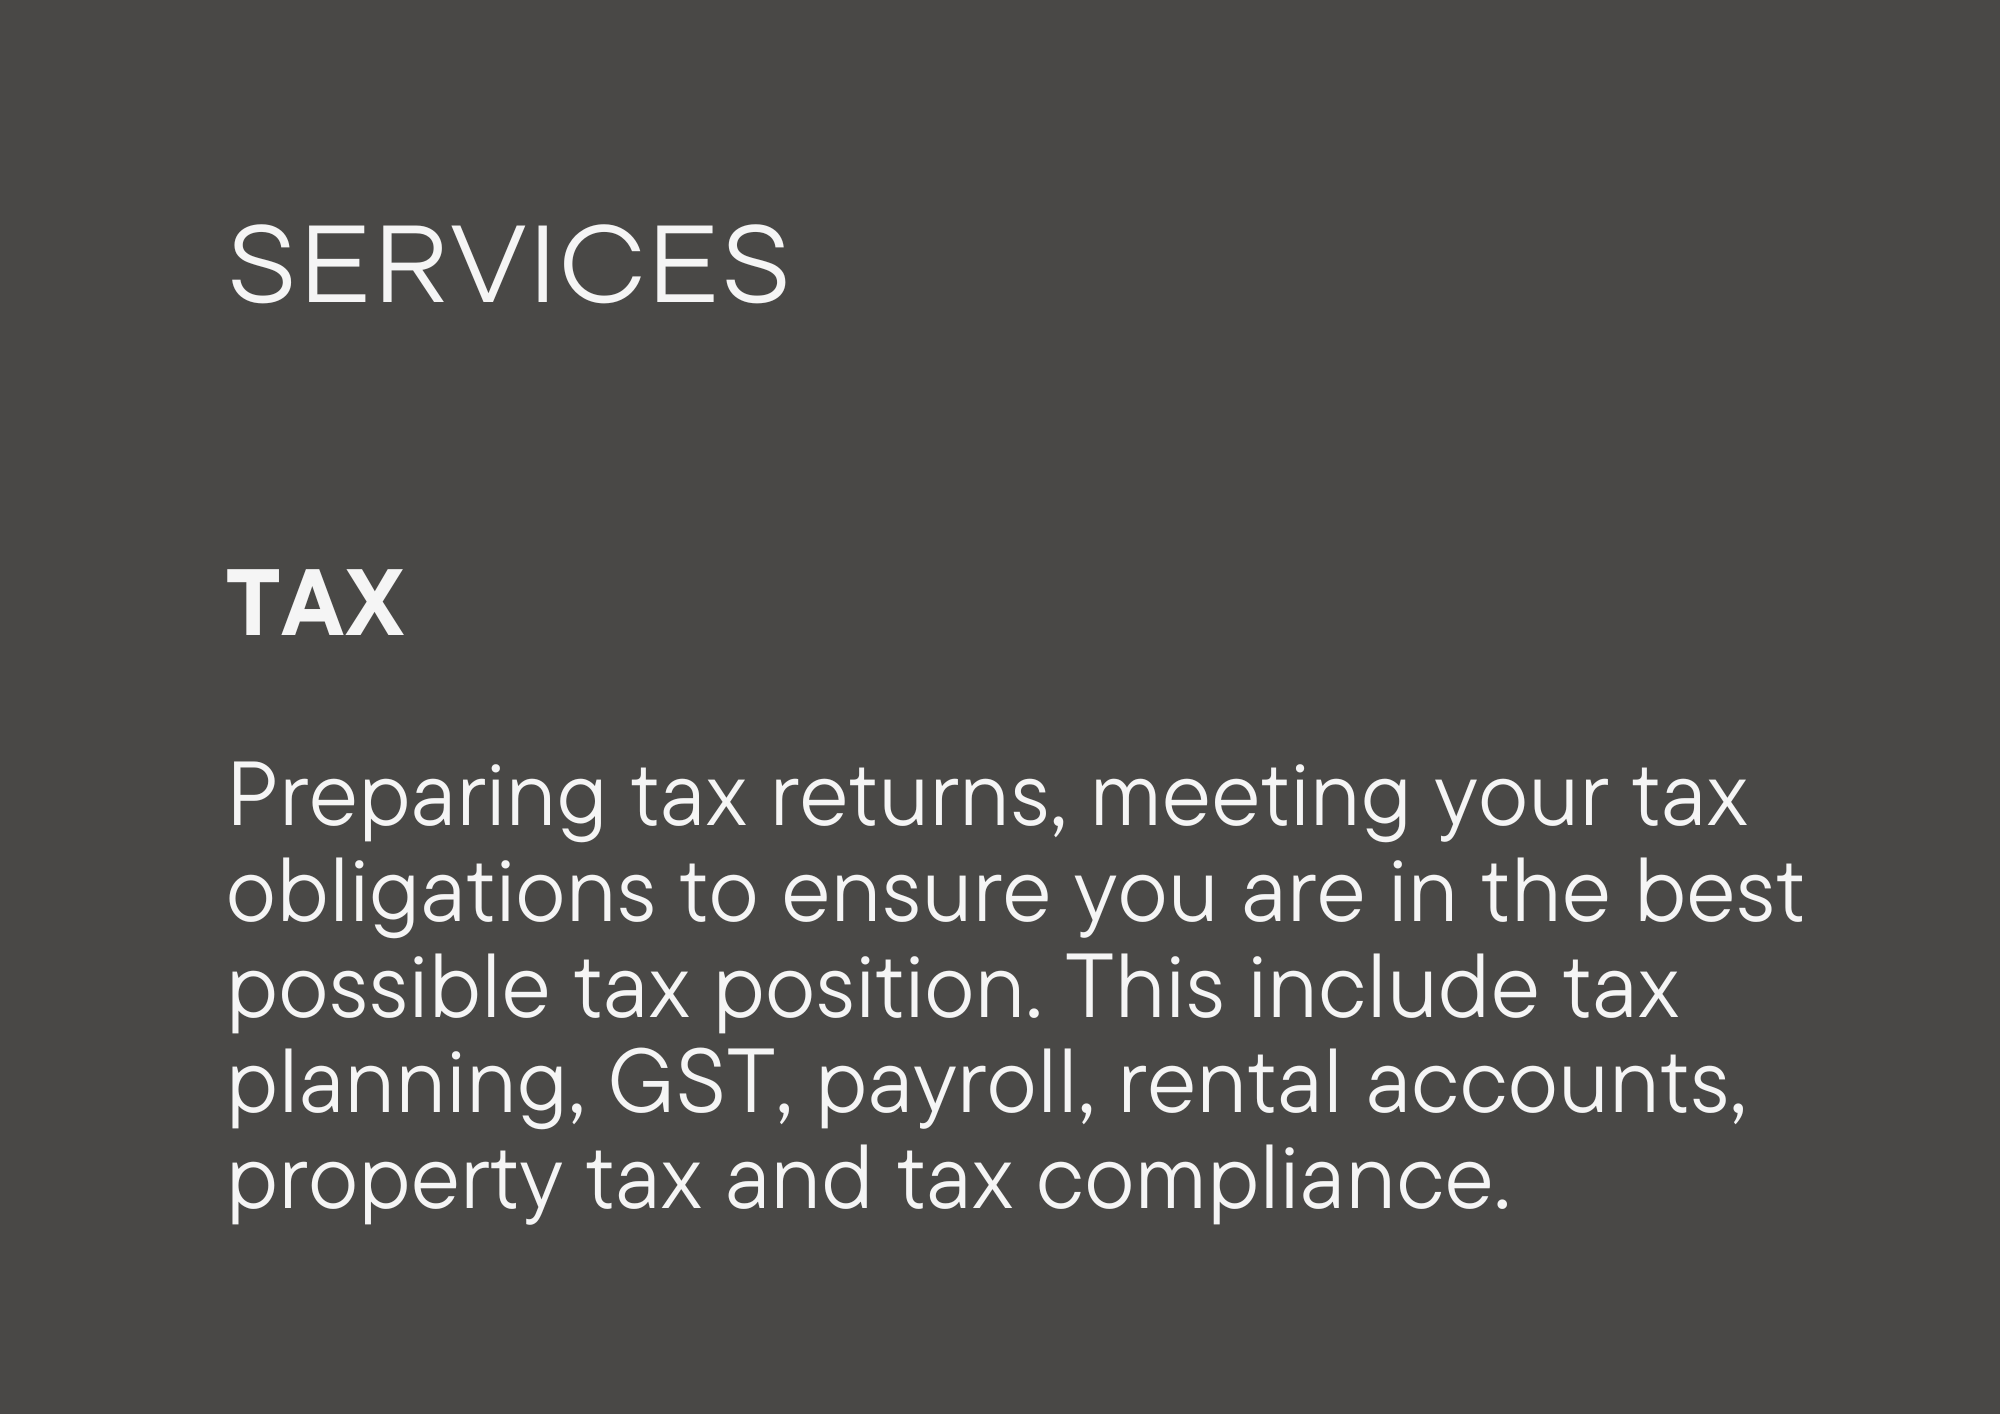 SERVICES
TAX
Preparing tax returns, meeting your tax
obligations to ensure you are in the best
possible tax position. This include tax
planning, GST, payroll, rental accounts,
property tax and tax compliance.